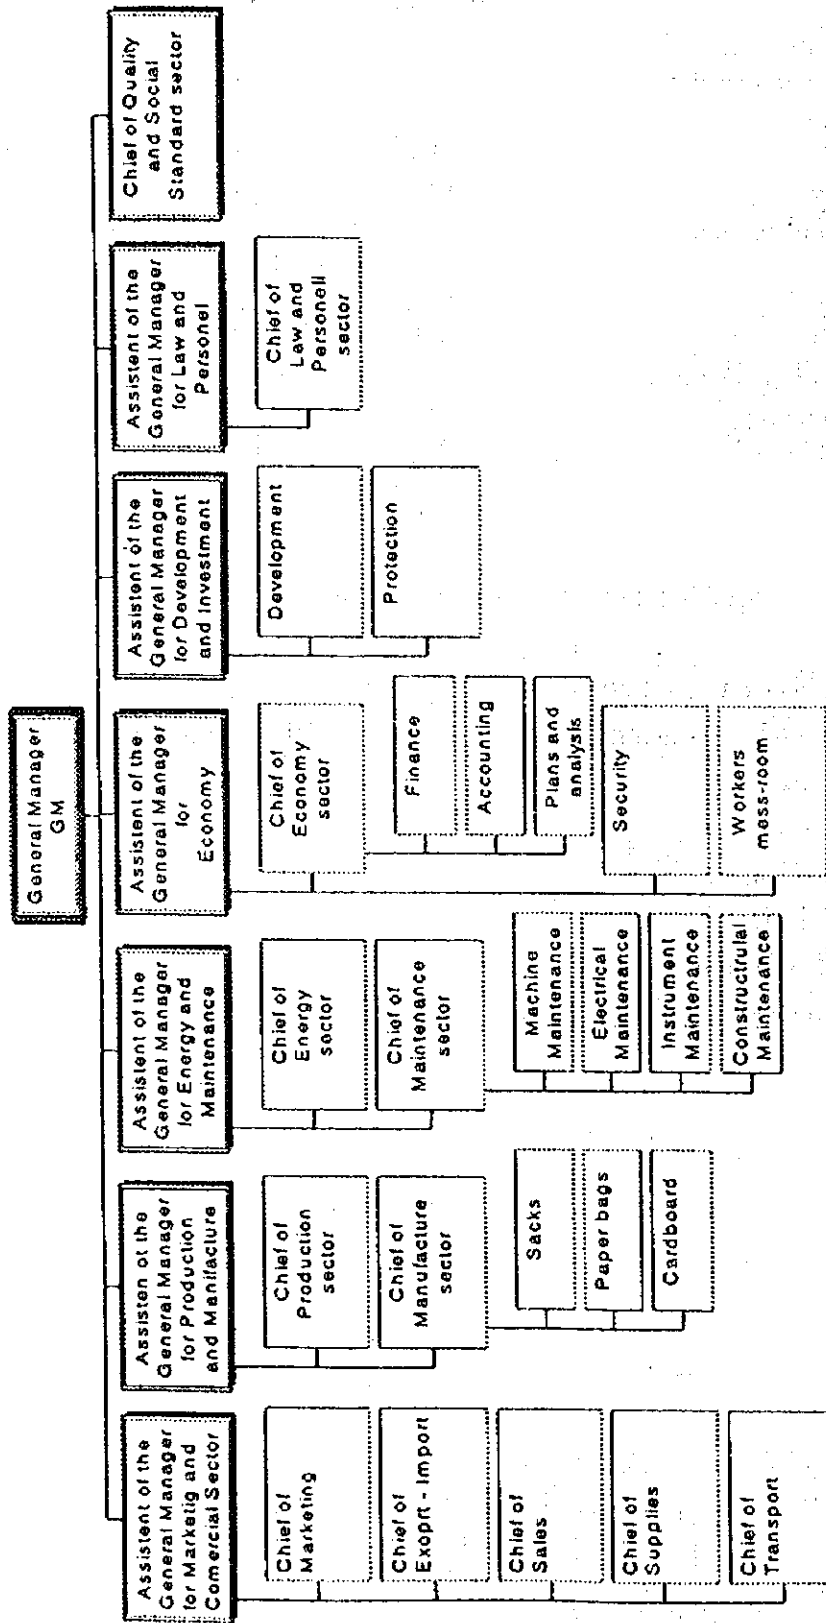 General Manager
GM
Assistent of the
General Manager
for Marketig and
Comercial Sector
Chief of
Marketing
Chief of
Exoprt - Import
Chief of
Sales
Chief of
Supplies
Chief of
Transport
Assisten of the
General Manager
for Production
and Manifacture
Chief of
Production
sector
Chief of
Manufacture
sector
Sacks
Paper bags
Cardboard
Assistent of the
General Manager
for Energy and
Maintenance
Chief of
Energy
sector
Chief of
Maintenance
sector
Machine
Maintenance
Electrical
Maintenance
Instrument
Maintenance
Constructrulal
Maintenance
Assistent of the
General Manager
for
Economy
Chief of
Economy
sector
Finance
Accounting
Plans and
analysis
Security
Workers
mess-room
Assistent of the
General Manager
for Development
and Investment
Development
Protection
Assistent of the
General Manager
for Law and
Personel
Chief of
Law and
Personell
sector
Chief of Quality
and Social
Standard sector